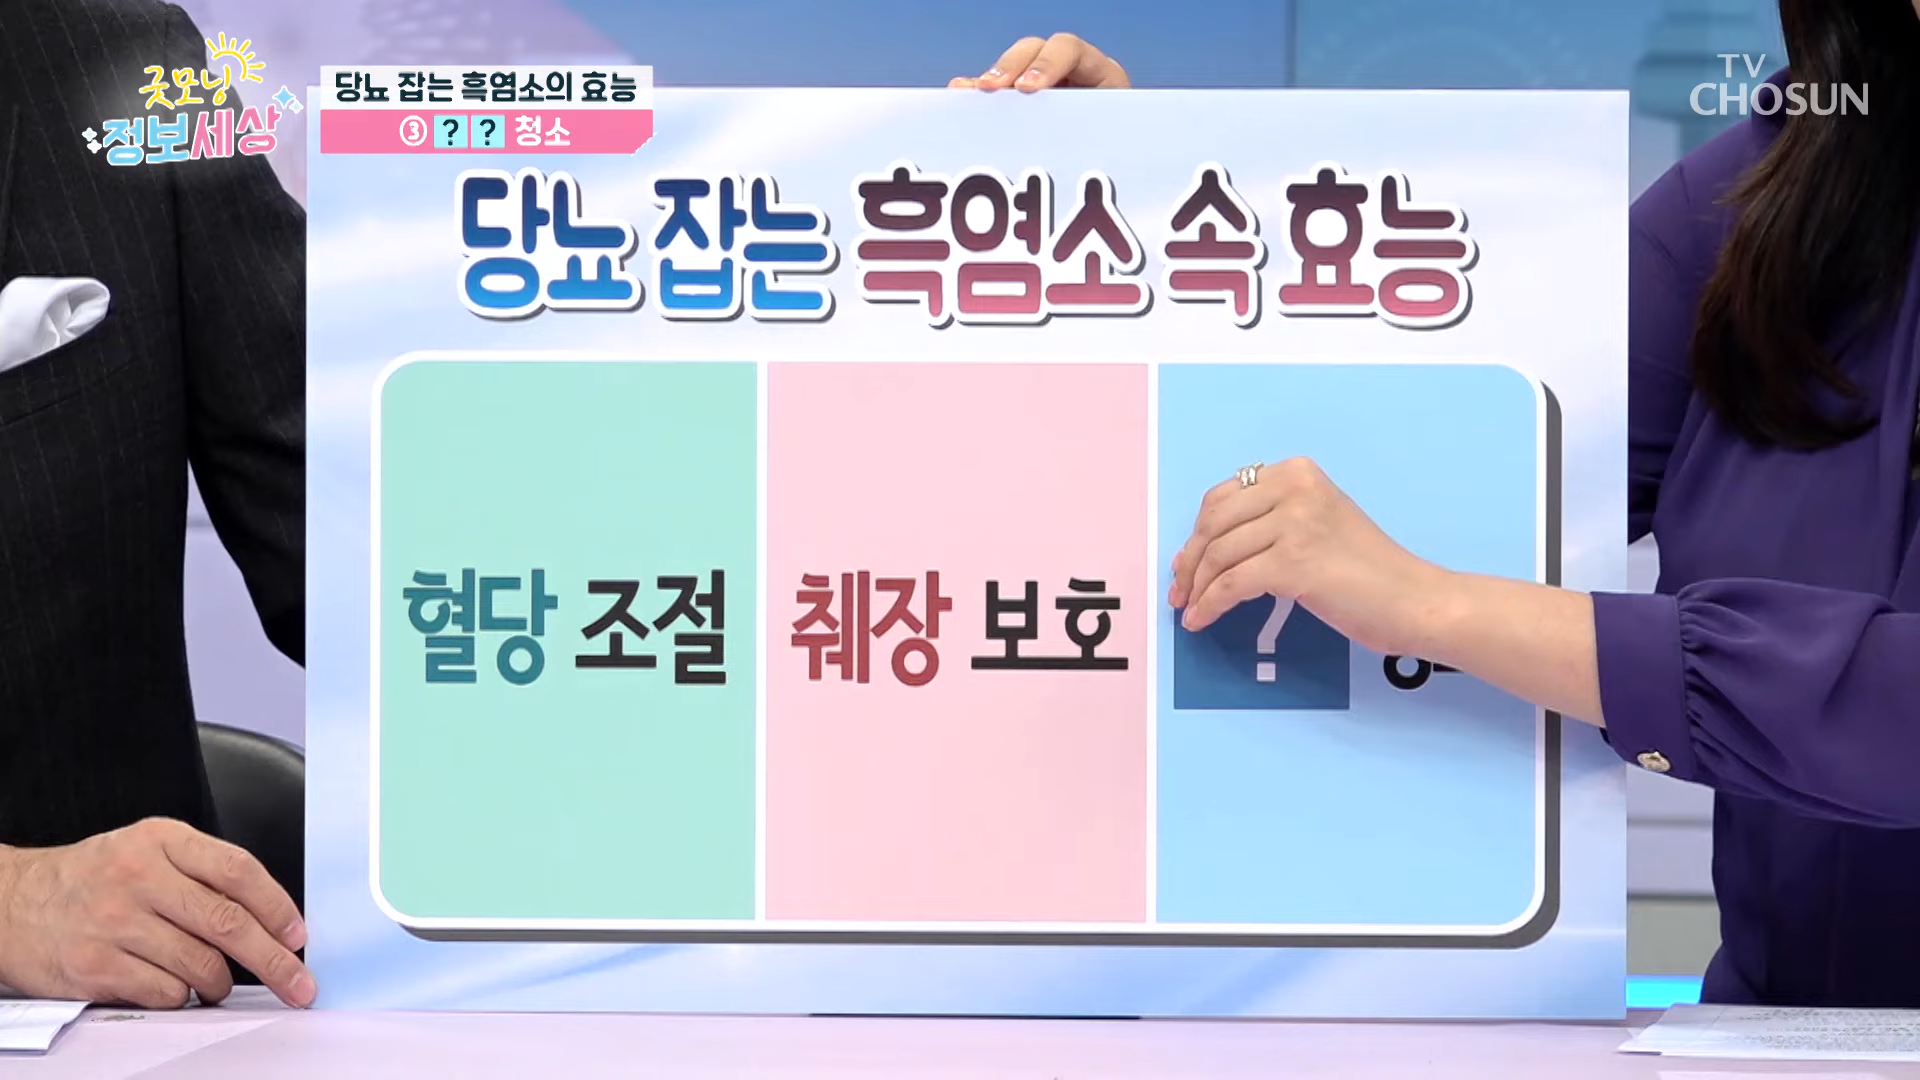 굿모닝
정보세상
당뇨 잡는 흑염소의 효능
③ ? ? 청소
TV
CHOSUN
당뇨 잡는 흑염소 속 효능
혈당 조절
췌장 보호
?